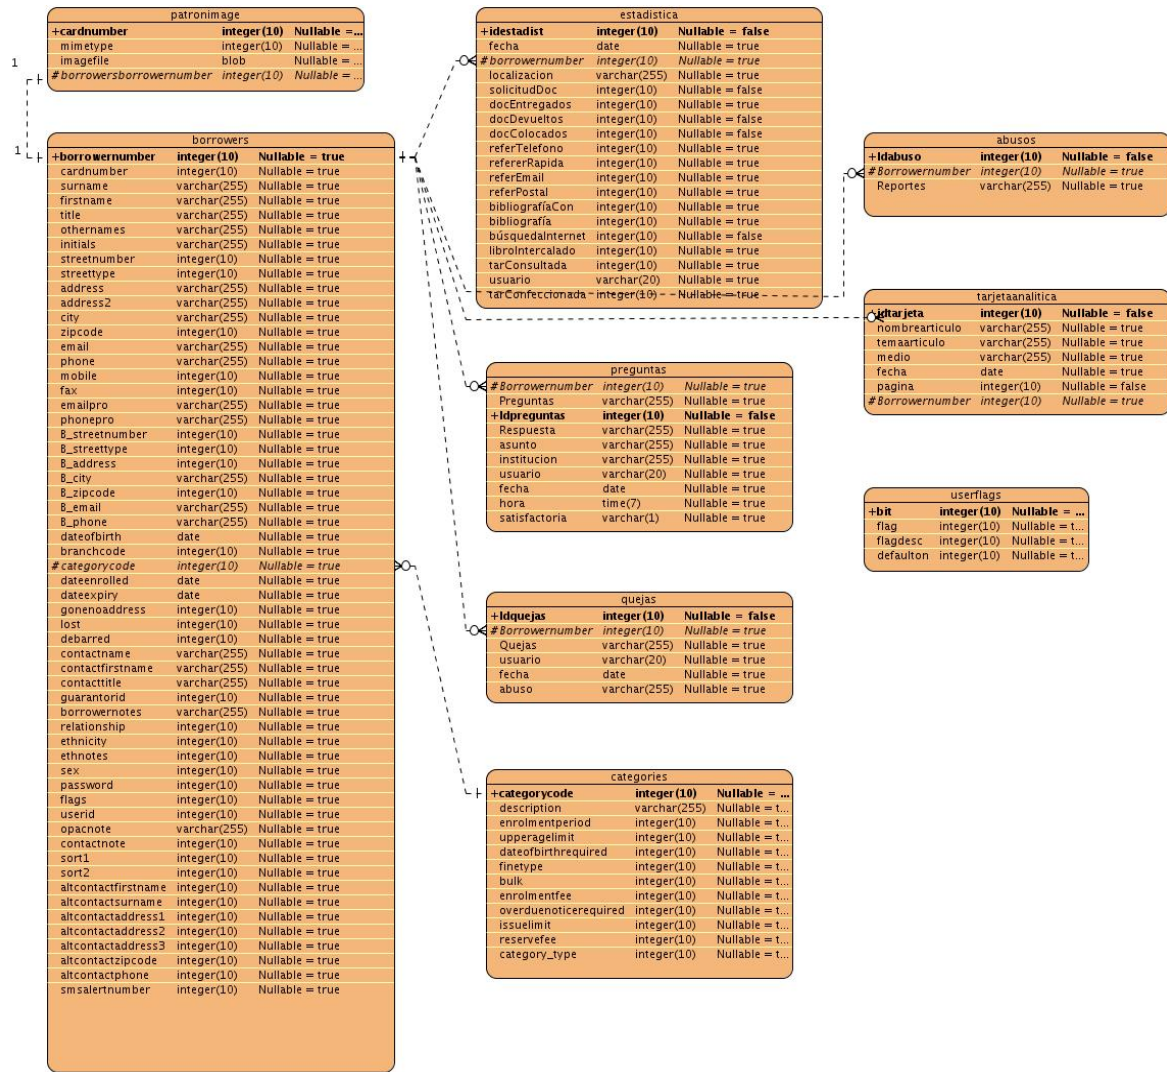 patronimage
+cardnumber integer(10) Nullable =...
mimetype integer(10) Nullable = ...
imagefile blob Nullable = ...
#borrowersborrowernumber integer(10) Nullable = ...
1
1
borrowers
+borrowernumber integer(10) Nullable = true
cardnumber integer(10) Nullable = true
surname varchar(255) Nullable = true
firstname varchar(255) Nullable = true
title varchar(255) Nullable = true
othernames varchar(255) Nullable = true
initials varchar(255) Nullable = true
streetnumber integer(10) Nullable = true
streettype integer(10) Nullable = true
address varchar(255) Nullable = true
address2 varchar(255) Nullable = true
city varchar(255) Nullable = true
zipcode integer(10) Nullable = true
email varchar(255) Nullable = true
phone varchar(255) Nullable = true
mobile integer(10) Nullable = true
fax integer(10) Nullable = true
emailpro varchar(255) Nullable = true
phonepro varchar(255) Nullable = true
B_streetnumber integer(10) Nullable = true
B_streettype integer(10) Nullable = true
B_address integer(10) Nullable = true
B_city varchar(255) Nullable = true
B_zipcode integer(10) Nullable = true
B_email varchar(255) Nullable = true
B_phone varchar(255) Nullable = true
dateofbirth date Nullable = true
branchcode integer(10) Nullable = true
#categorycode integer(10) Nullable = true
dateenrolled date Nullable = true
dateexpiry date Nullable = true
gonenoaddress integer(10) Nullable = true
lost integer(10) Nullable = true
debarred integer(10) Nullable = true
contactname varchar(255) Nullable = true
contactfirstname varchar(255) Nullable = true
contacttitle varchar(255) Nullable = true
guarantorid integer(10) Nullable = true
borrowernotes varchar(255) Nullable = true
relationship integer(10) Nullable = true
ethnicity integer(10) Nullable = true
ethnotes integer(10) Nullable = true
sex integer(10) Nullable = true
password integer(10) Nullable = true
flags integer(10) Nullable = true
userid integer(10) Nullable = true
opacnote varchar(255) Nullable = true
contactnote integer(10) Nullable = true
sort1 integer(10) Nullable = true
sort2 integer(10) Nullable = true
altcontactfirstname integer(10) Nullable = true
altcontactsurname integer(10) Nullable = true
altcontactaddress1 integer(10) Nullable = true
altcontactaddress2 integer(10) Nullable = true
altcontactaddress3 integer(10) Nullable = true
altcontactzipcode integer(10) Nullable = true
altcontactphone integer(10) Nullable = true
smsalertnumber integer(10) Nullable = true
estadistica
+idestadist integer(10) Nullable = false
fecha date Nullable = true
#borrowernumber integer(10) Nullable = true
localizacion varchar(255) Nullable = true
solicitudDoc integer(10) Nullable = false
docEntregados integer(10) Nullable = true
docDevueltos integer(10) Nullable = false
docColocados integer(10) Nullable = false
referTelefono integer(10) Nullable = true
refererRapida integer(10) Nullable = true
referEmail integer(10) Nullable = true
referPostal integer(10) Nullable = true
bibliografíaCon integer(10) Nullable = true
bibliografía integer(10) Nullable = true
búsquedaInternet integer(10) Nullable = false
libroIntercalado integer(10) Nullable = true
tarConsultada integer(10) Nullable = true
usuario varchar(20) Nullable = true
tarConfeccionada integer(10) Nullable = true
preguntas
#Borrowernumber integer(10) Nullable = true
Preguntas varchar(255) Nullable = true
+Idpreguntas integer(10) Nullable = false
Respuesta varchar(255) Nullable = true
asunto varchar(255) Nullable = true
institucion varchar(255) Nullable = true
usuario varchar(20) Nullable = true
fecha date Nullable = true
hora time(7) Nullable = true
satisfactoria varchar(1) Nullable = true
quejas
+Idquejas integer(10) Nullable = false
#Borrowernumber integer(10) Nullable = true
Quejas varchar(255) Nullable = true
usuario varchar(20) Nullable = true
fecha date Nullable = true
abuso varchar(255) Nullable = true
categories
+categorycode integer(10) Nullable = ...
description varchar(255) Nullable = t...
enrolmentperiod integer(10) Nullable = t...
upperagelimit integer(10) Nullable = t...
dateofbirthrequired integer(10) Nullable = t...
finetype integer(10) Nullable = t...
bulk integer(10) Nullable = t...
enrolmentfee integer(10) Nullable = t...
overduenoticerequired integer(10) Nullable = t...
issuelimit integer(10) Nullable = t...
reservefee integer(10) Nullable = t...
category_type integer(10) Nullable = t...
abusos
+Idabuso integer(10) Nullable = false
#Borrowernumber integer(10) Nullable = true
Reportes varchar(255) Nullable = true
tarjetaanalitica
+idtarjeta integer(10) Nullable = false
nombrearticulo varchar(255) Nullable = true
temaarticulo varchar(255) Nullable = true
medio varchar(255) Nullable = true
fecha date Nullable = true
pagina integer(10) Nullable = false
#Borrowernumber integer(10) Nullable = true
userflags
+bit integer(10) Nullable = ...
flag integer(10) Nullable = t...
flagdesc integer(10) Nullable = t...
defaulton integer(10) Nullable = t...